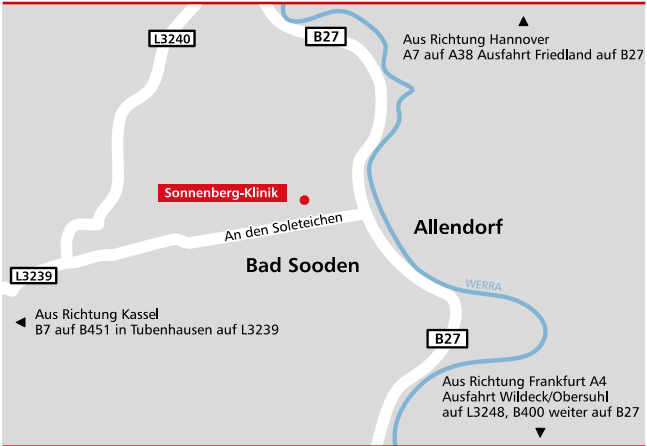 L3240
B27
Aus Richtung Hannover
A7 auf A38 Ausfahrt Friedland auf B27
Sonnenberg-Klinik
An den Soleteichen
Allendorf
Bad Sooden
L3239
WERRA
Aus Richtung Kassel
B7 auf B451 in Tubenhausen auf L3239
B27
Aus Richtung Frankfurt A4
Ausfahrt Wildeck/Obersuhl
auf L3248, B400 weiter auf B27